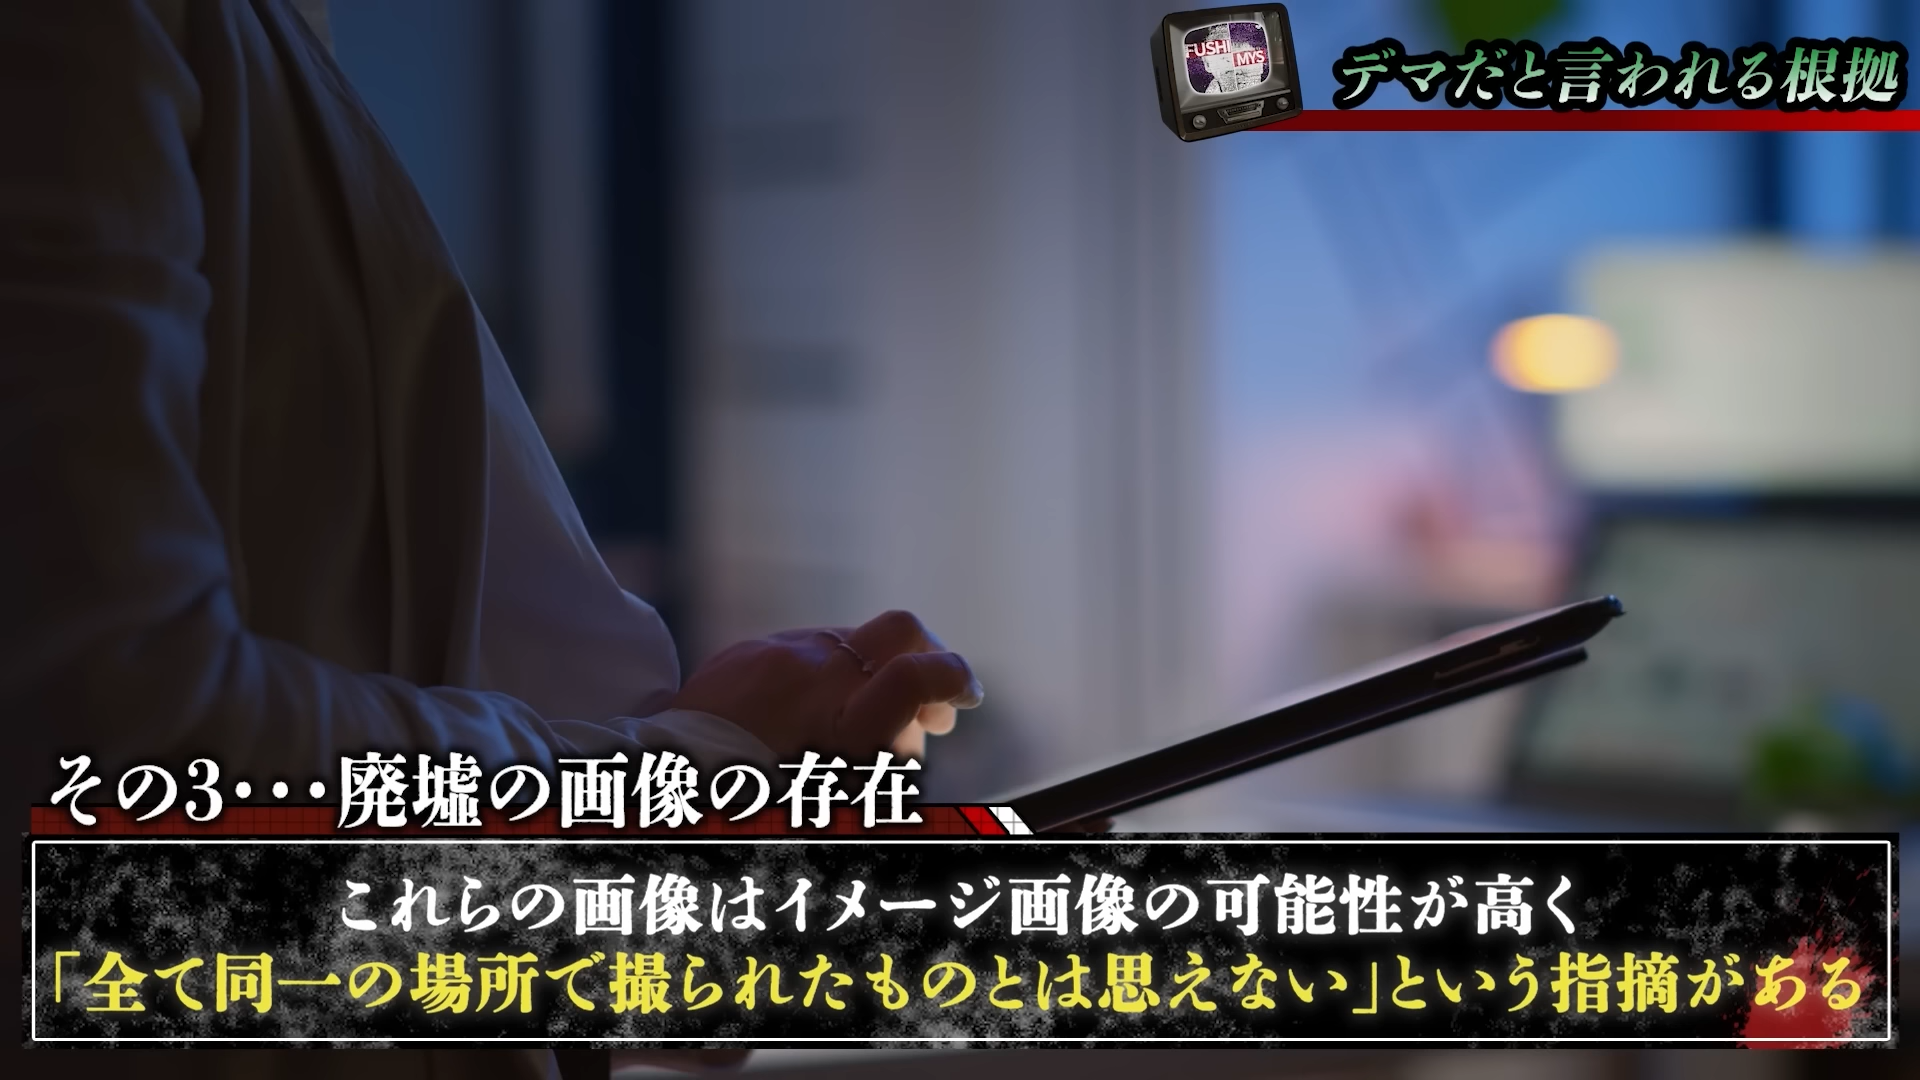 FUSHI
MYS
デマだと言われる根拠
その3･･･廃墟の画像の存在
これらの画像はイメージ画像の可能性が高く
「全て同一の場所で撮られたものとは思えない」という指摘がある